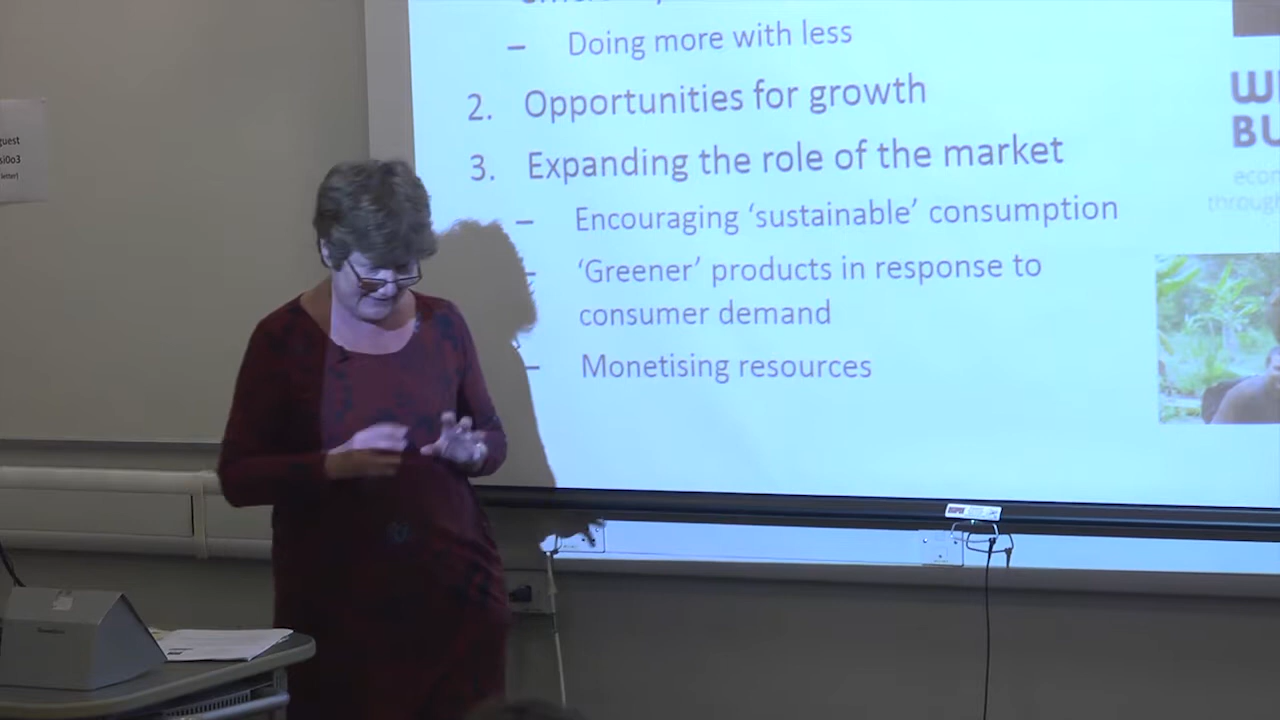 – Doing more with less
2. Opportunities for growth
3. Expanding the role of the market
– Encouraging ‘sustainable’ consumption
– ‘Greener’ products in response to
consumer demand
– Monetising resources